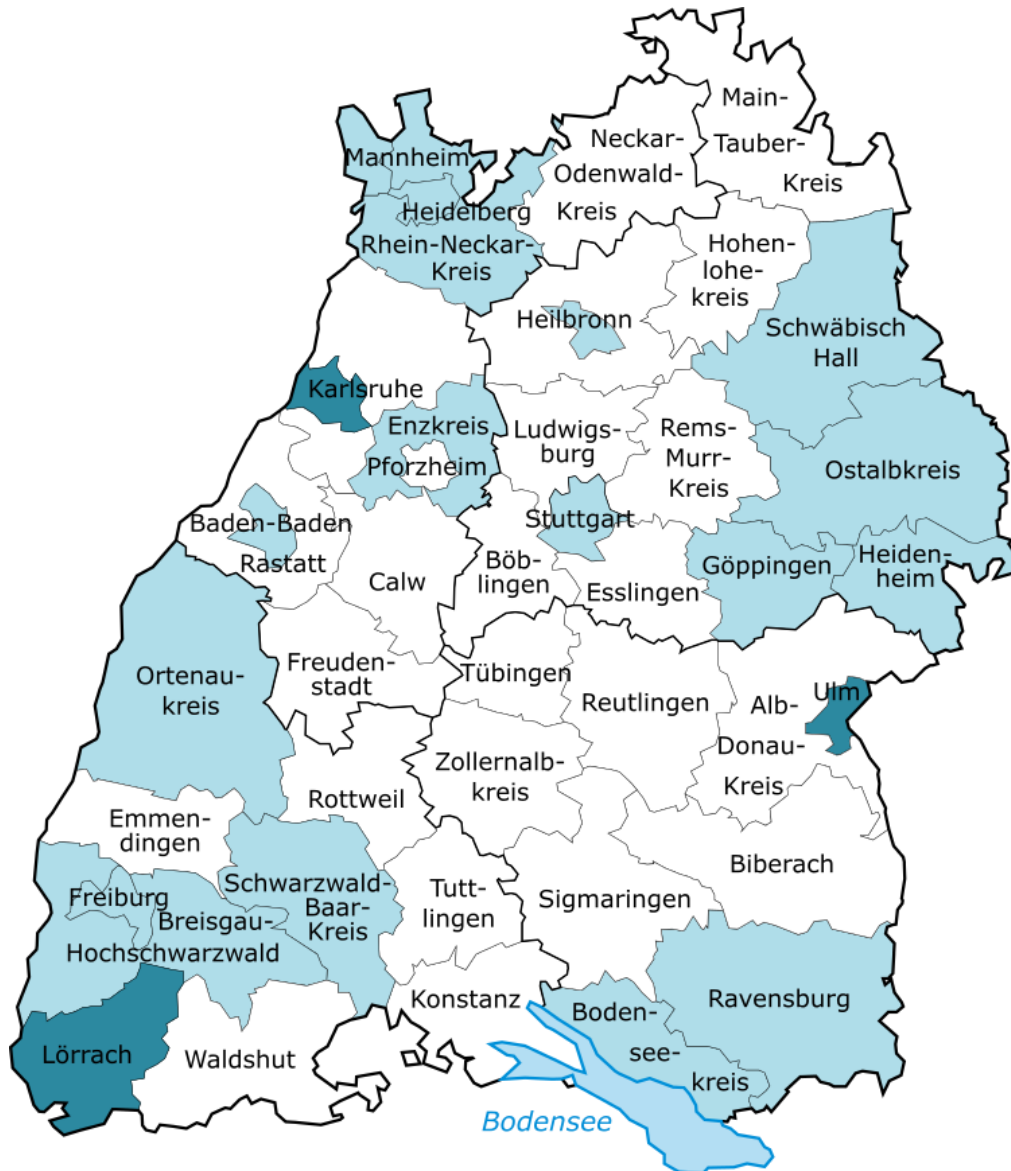 Main-
Tauber-
Kreis
Neckar-
Odenwald-
Kreis
Mannheim
Heidelberg
Rhein-Neckar-
Kreis
Hohen-
lohe-
kreis
Heilbronn
Schwäbisch
Hall
Karlsruhe
Enzkreis
Pforzheim
Ludwigs-
burg
Rems-
Murr-
Kreis
Ostalbkreis
Baden-Baden
Rastatt
Stuttgart
Calw
Böb-
lingen
Esslingen
Göppingen
Heiden-
heim
Ortenau-
kreis
Freuden-
stadt
Tübingen
Reutlingen
Alb-
Donau-
Kreis
Ulm
Zollernalb-
kreis
Rottweil
Emmen-
dingen
Biberach
Freiburg
Breisgau-
Hochschwarzwald
Schwarzwald-
Baar-
Kreis
Tutt-
lingen
Sigmaringen
Konstanz
Boden-
see-
kreis
Ravensburg
Lörrach
Waldshut
Bodensee